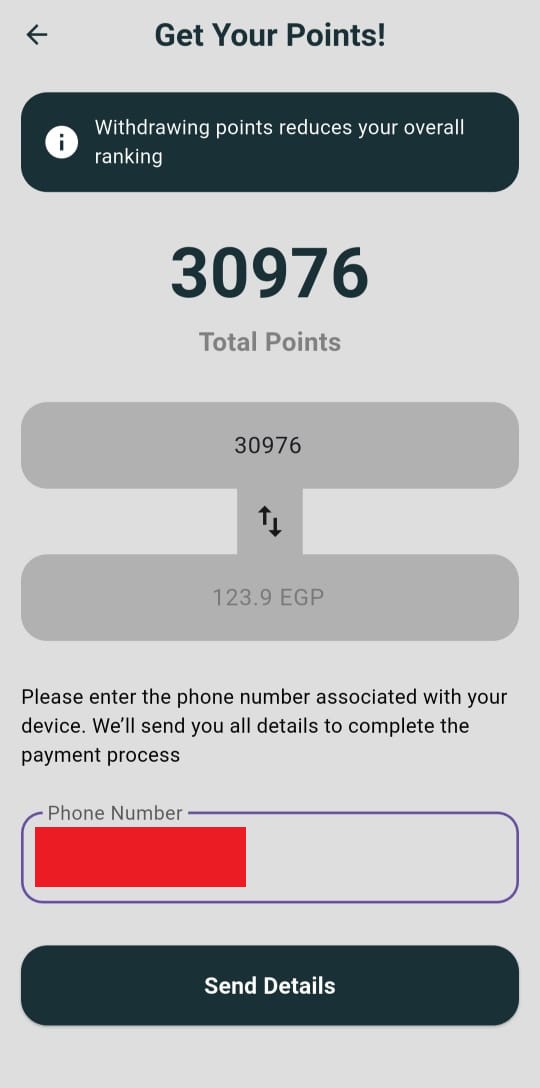 Get Your Points!
Withdrawing points reduces your overall
ranking
30976
Total Points
30976
123.9 EGP
Please enter the phone number associated with your
device. We’ll send you all details to complete the
payment process
Phone Number
Send Details